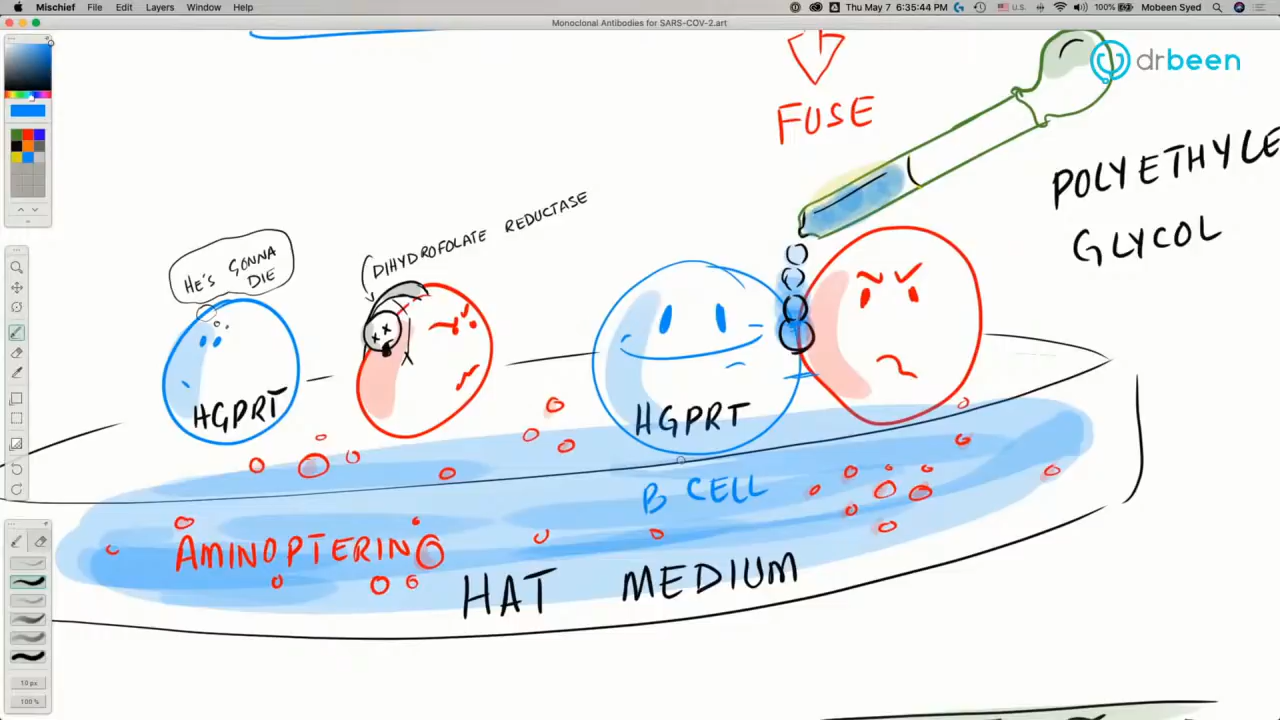 Mischief File Edit Layers Window Help
U.S. 100% Thu May 7 6:35:44 PM Mobeen Syed
Monoclonal Antibodies for SARS-COV-2.art
drbeen
FUSE
POLYETHYLE
GLYCOL
DIHYDROFOLATE REDUCTASE
HE'S GONNA
DIE
HGPRT
HGPRT
B CELL
AMINOPTERIN
HAT MEDIUM
10 px
100 %